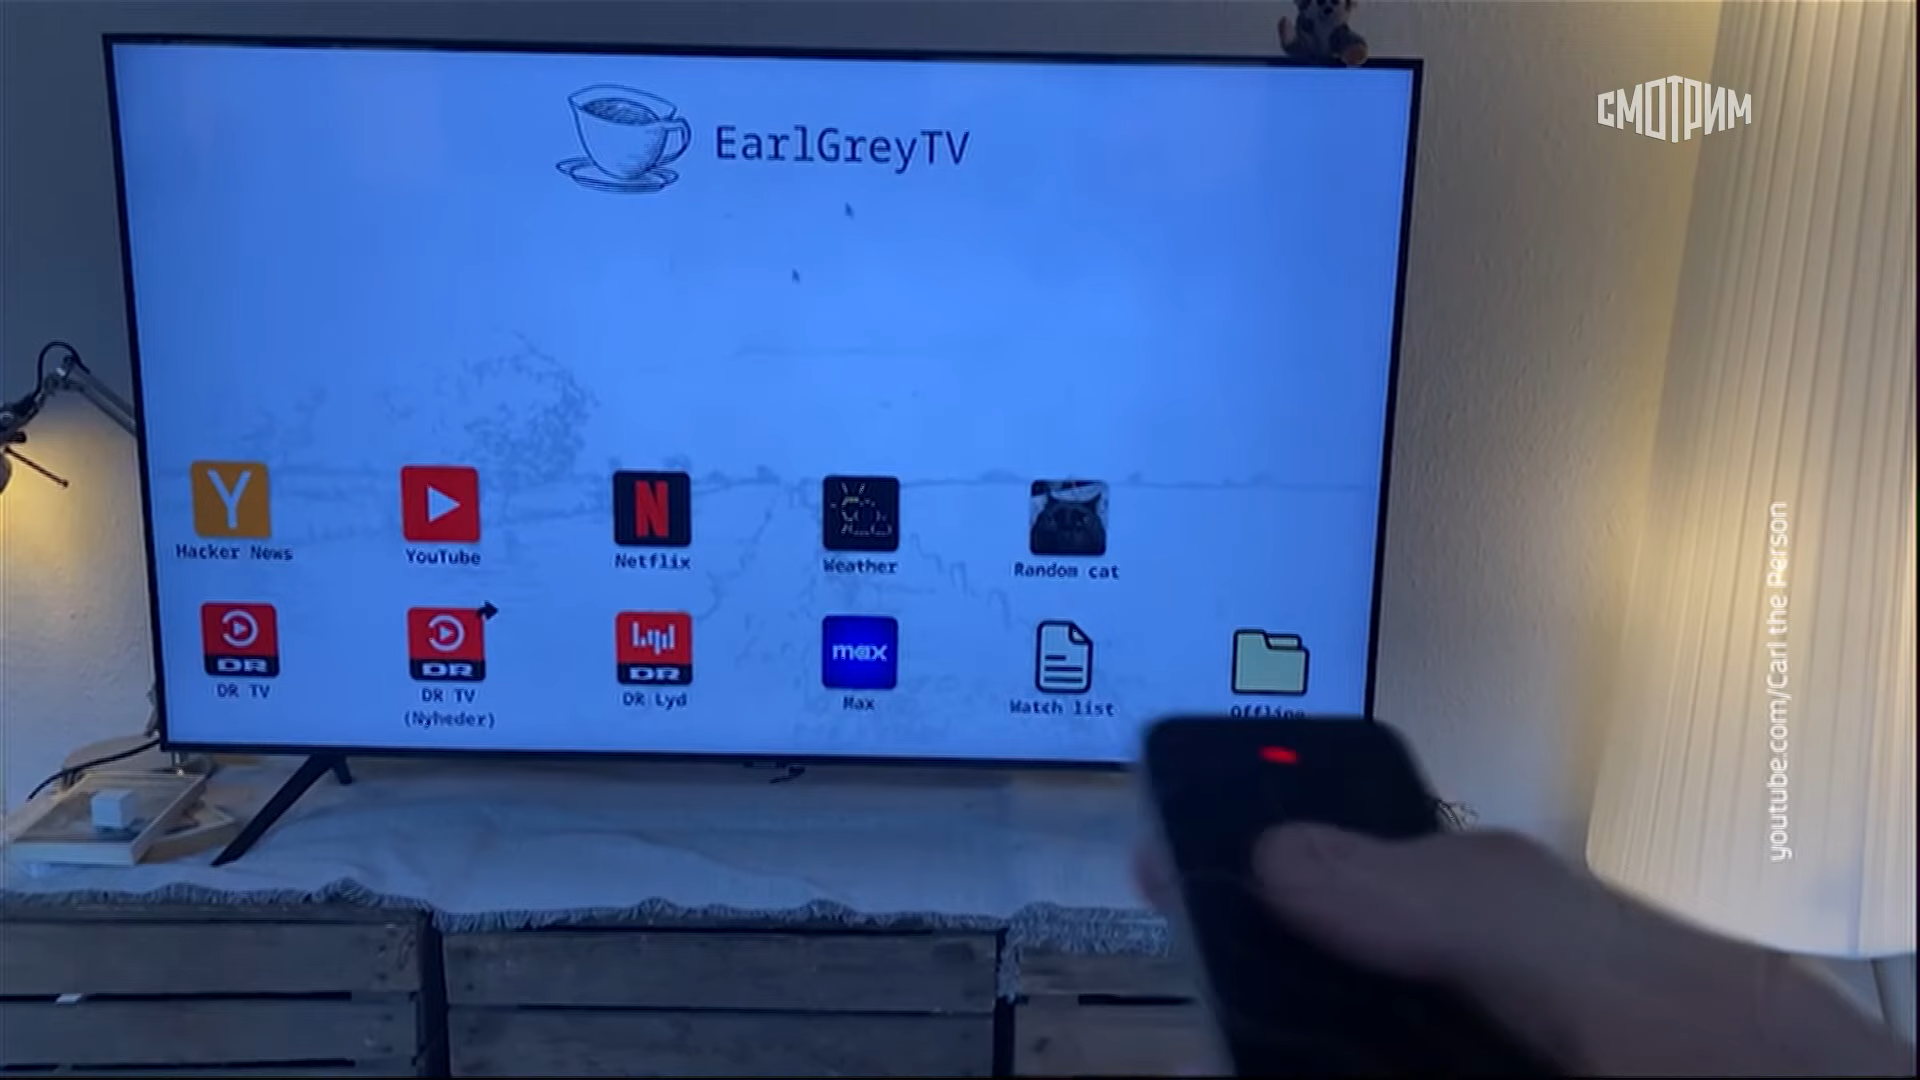 СМОТРИМ
EarlGreyTV
Y
Hacker News
YouTube
N
Netflix
Weather
Random cat
DR
DR TV
DR
DR TV
(Nyheder)
DR
DR Lyd
max
Max
Watch list
Offline
youtube.com/Carl the Person